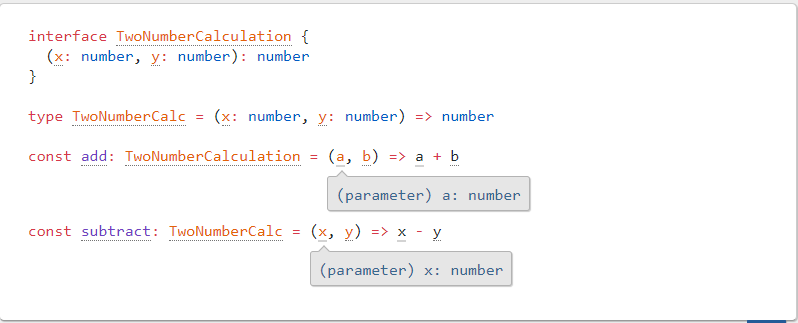 interface TwoNumberCalculation {
(x: number, y: number): number
}
type TwoNumberCalc = (x: number, y: number) => number
const add: TwoNumberCalculation = (a, b) => a + b
(parameter) a: number
const subtract: TwoNumberCalc = (x, y) => x - y
(parameter) x: number